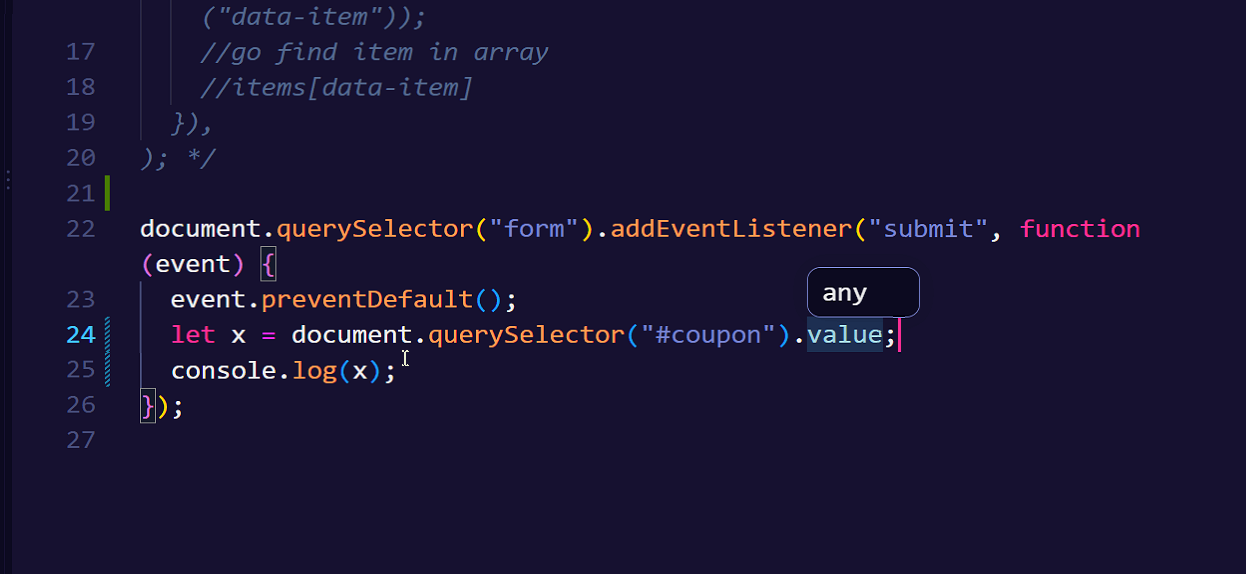 ("data-item"));
17 //go find item in array
18 //items[data-item]
19 }),
20 ); */
21
22 document.querySelector("form").addEventListener("submit", function
(event) {
any
23 event.preventDefault();
24 let x = document.querySelector("#coupon").value;
25 console.log(x);
26 });
27